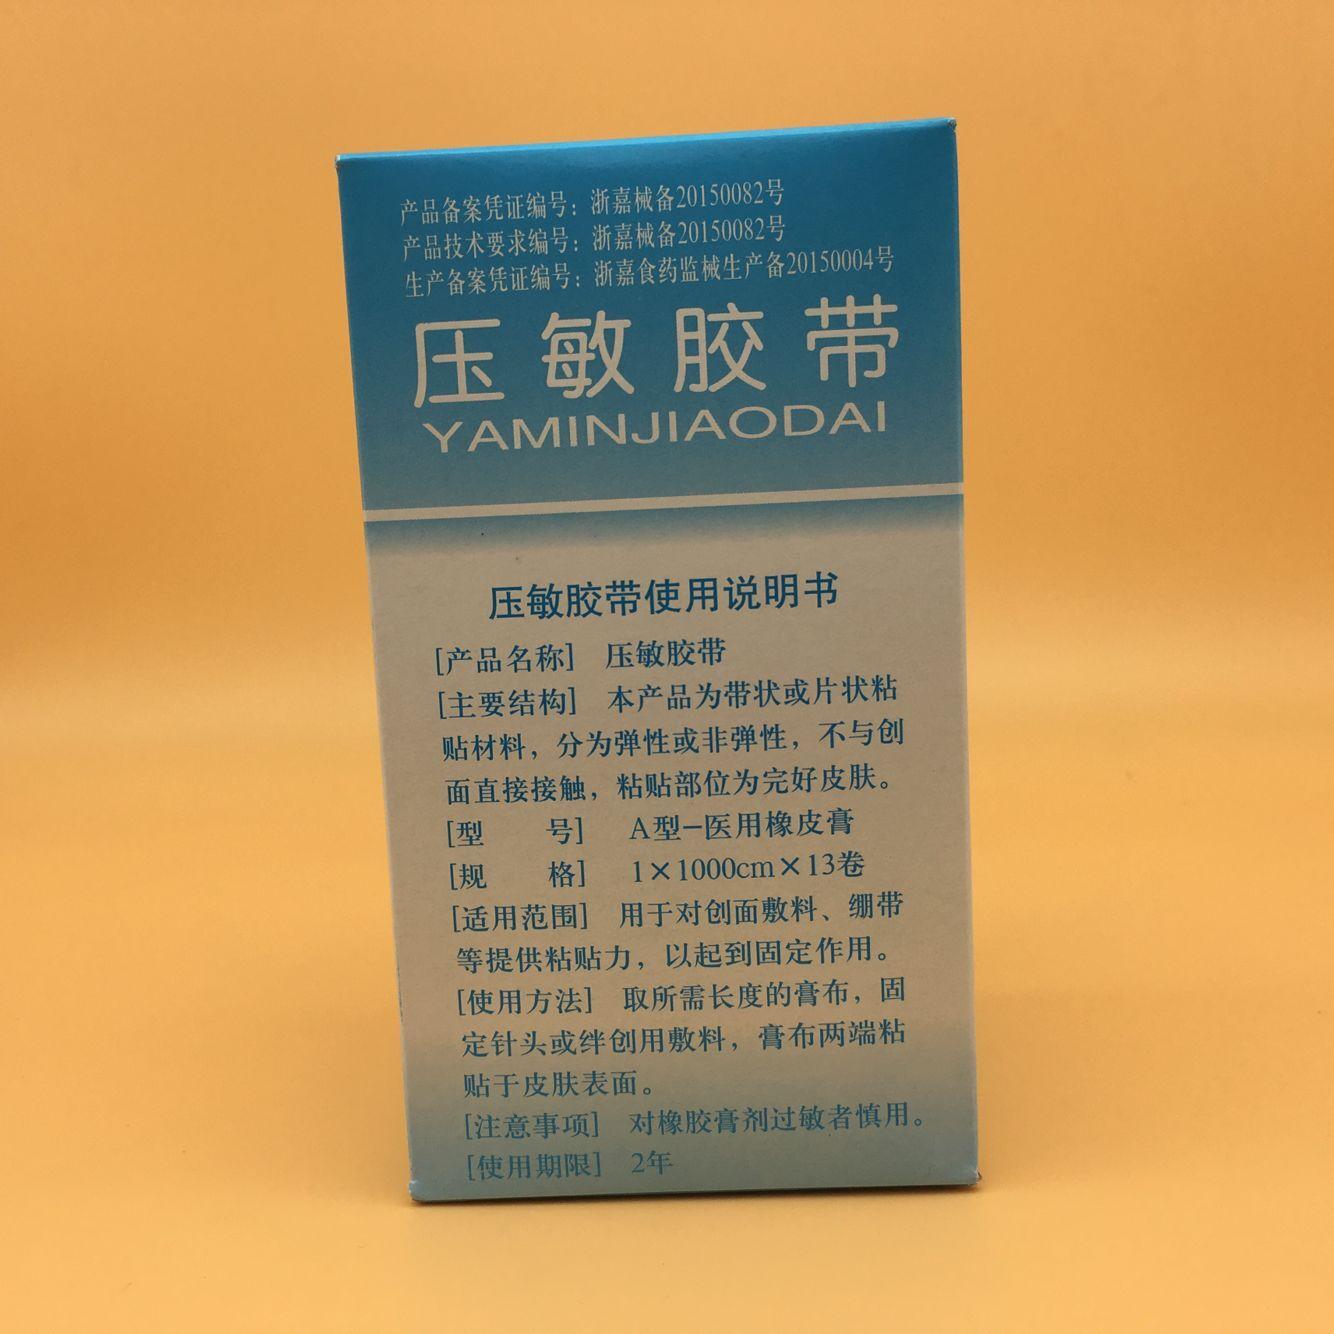 产品备案凭证编号：浙嘉械备20150082号
产品技术要求编号：浙嘉械备20150082号
生产备案凭证编号：浙嘉食药监械生产备20150004号
压敏胶带
YAMINJIAODAI
压敏胶带使用说明书
[产品名称] 压敏胶带
[主要结构] 本产品为带状或片状粘
贴材料，分为弹性或非弹性，不与创
面直接接触，粘贴部位为完好皮肤。
[型 号] A型—医用橡皮膏
[规 格] 1×1000cm×13卷
[适用范围] 用于对创面敷料、绷带
等提供粘贴力，以起到固定作用。
[使用方法] 取所需长度的膏布，固
定针头或绊创用敷料，膏布两端粘
贴于皮肤表面。
[注意事项] 对橡胶膏剂过敏者慎用。
[使用期限] 2年